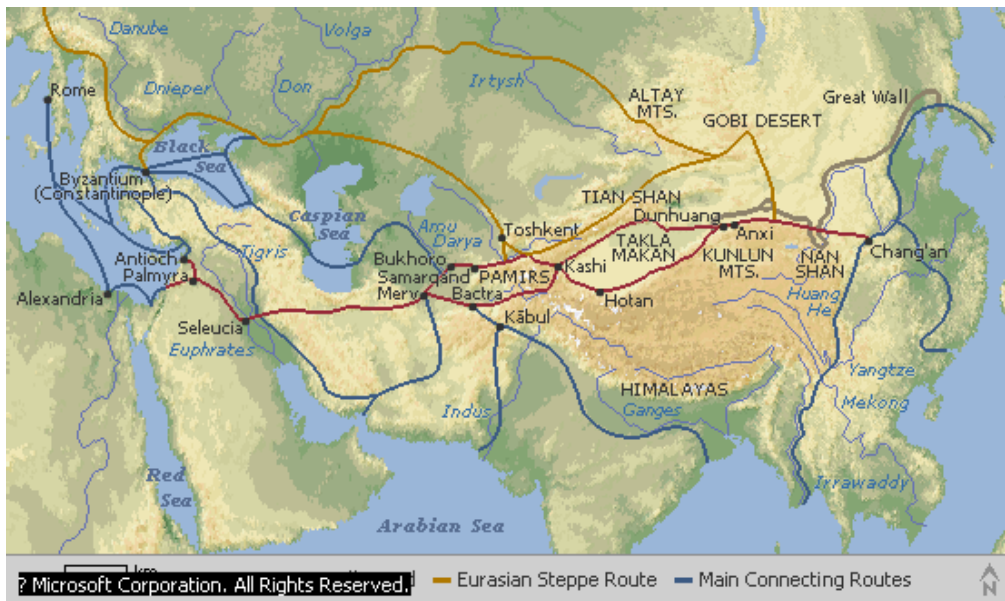 Danube
Volga
Dnieper
Don
Irtysh
Rome
ALTAY
MTS.
Great Wall
GOBI DESERT
Black
Sea
Byzantium
(Constantinople)
Caspian
Sea
TIAN SHAN
Dunhuang
Anxi
Amu
Darya
Toshkent
Tigris
TAKLA
MAKAN
KUNLUN
MTS.
NAN
SHAN
Chang'an
Antioch
Palmyra
Bukhoro
Samarqand
PAMIRS
Kashi
Merv
Bactra
Hotan
Huang
He
Alexandria
Seleucia
Kābul
Euphrates
Yangtze
HIMALAYAS
Indus
Ganges
Mekong
Red
Sea
Irrawaddy
Arabian Sea
? Microsoft Corporation. All Rights Reserved.
Eurasian Steppe Route
Main Connecting Routes
N